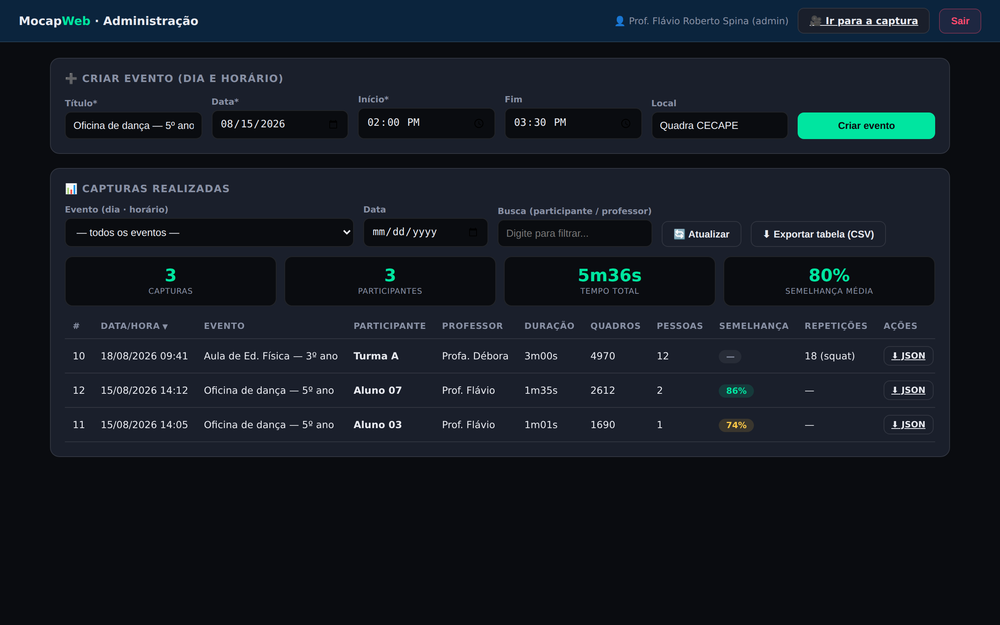 MocapWeb · Administração
👤 Prof. Flávio Roberto Spina (admin)
🎥 Ir para a captura
Sair
➕ CRIAR EVENTO (DIA E HORÁRIO)
Título* Data* Início* Fim Local
Oficina de dança — 5º ano 08/15/2026 02:00 PM 03:30 PM Quadra CECAPE Criar evento
📊 CAPTURAS REALIZADAS
Evento (dia · horário) Data Busca (participante / professor)
— todos os eventos — mm/dd/yyyy Digite para filtrar... 🔄 Atualizar ⬇ Exportar tabela (CSV)
3 3 5m36s 80%
CAPTURAS PARTICIPANTES TEMPO TOTAL SEMELHANÇA MÉDIA
# DATA/HORA ▼ EVENTO PARTICIPANTE PROFESSOR DURAÇÃO QUADROS PESSOAS SEMELHANÇA REPETIÇÕES AÇÕES
10 18/08/2026 09:41 Aula de Ed. Física — 3º ano Turma A Profa. Débora 3m00s 4970 12 — 18 (squat) ⬇ JSON
12 15/08/2026 14:12 Oficina de dança — 5º ano Aluno 07 Prof. Flávio 1m35s 2612 2 86% — ⬇ JSON
11 15/08/2026 14:05 Oficina de dança — 5º ano Aluno 03 Prof. Flávio 1m01s 1690 1 74% — ⬇ JSON